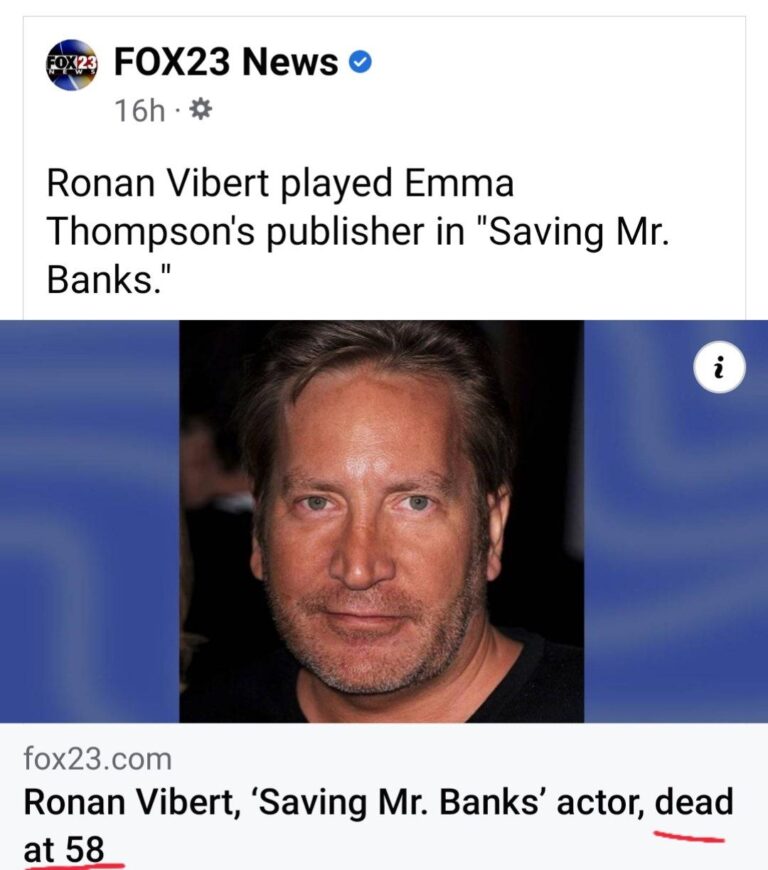 FOX23
NEWS
FOX23 News
16h ·
Ronan Vibert played Emma
Thompson's publisher in "Saving Mr.
Banks."
i
fox23.com
Ronan Vibert, ‘Saving Mr. Banks’ actor, dead
at 58